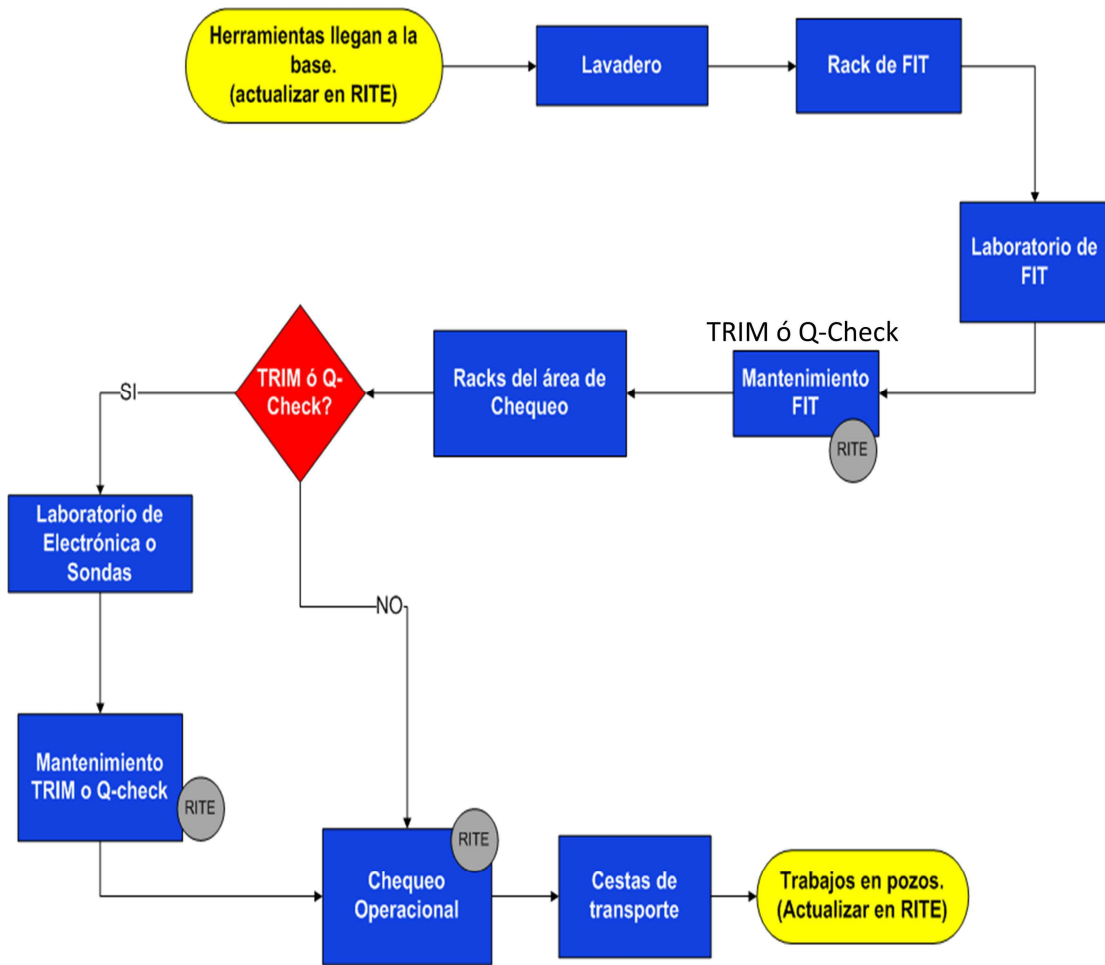 Herramientas llegan a la
base.
(actualizar en RITE)
Lavadero
Rack de FIT
Laboratorio de
FIT
TRIM ó Q-Check
Mantenimiento
FIT
RITE
Racks del área de
Chequeo
TRIM ó Q-
Check?
SI
NO
Laboratorio de
Electrónica o
Sondas
Mantenimiento
TRIM o Q-check
RITE
Chequeo
Operacional
RITE
Cestas de
transporte
Trabajos en pozos.
(Actualizar en RITE)